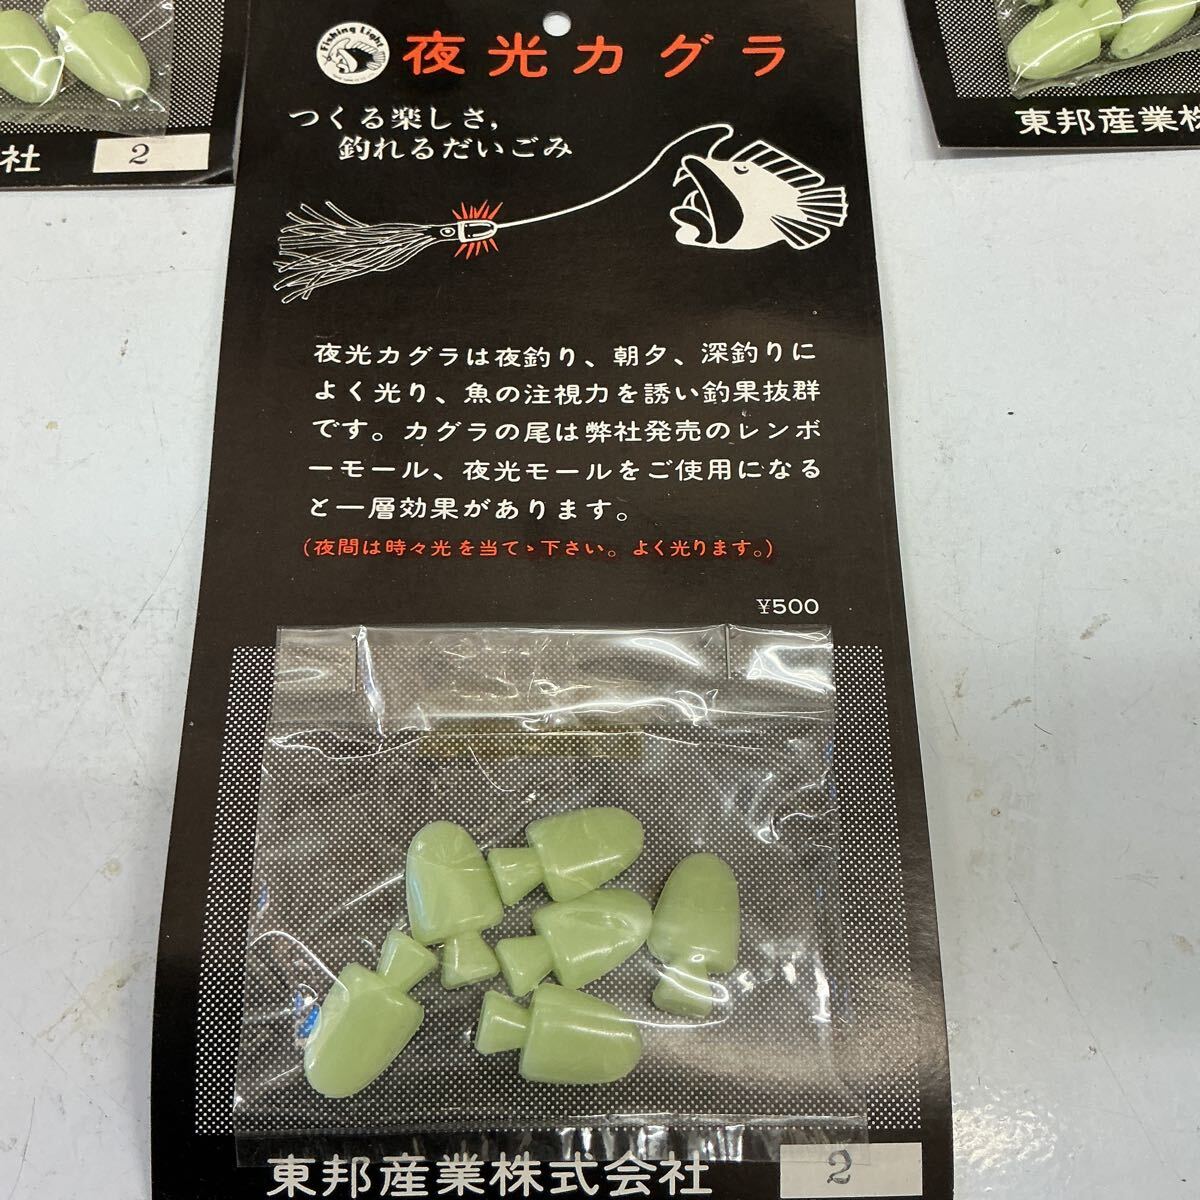 Fishing Light
夜光カグラ
つくる楽しさ,
釣れるだいごみ
夜光カグラは夜釣り、朝夕、深釣りに
よく光り、魚の注視力を誘い釣果抜群
です。カグラの尾は弊社発売のレンボ
ーモール、夜光モールをご使用になる
と一層効果があります。
(夜間は時々光を当てゝ下さい。よく光ります。)
¥500
東邦産業株式会社
2
社
2
東邦産業株